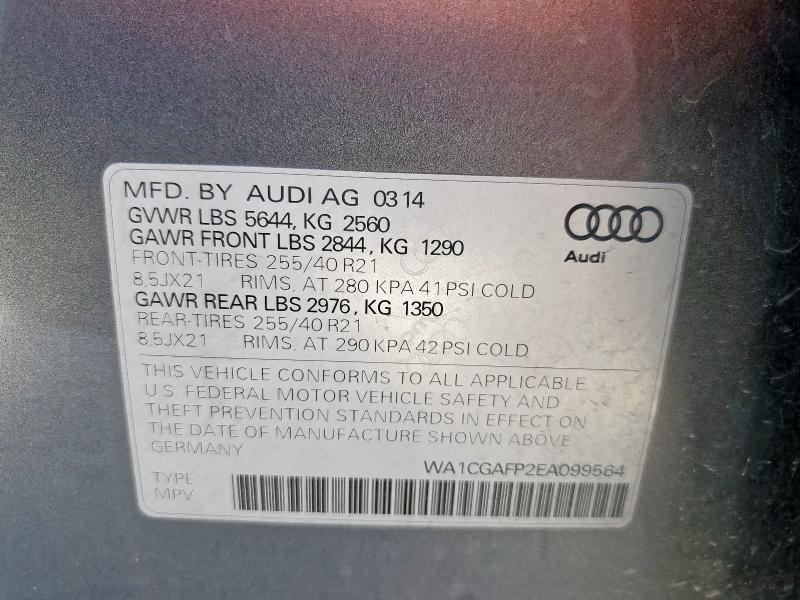 MFD. BY AUDI AG 0314
GVWR LBS 5644, KG 2560
GAWR FRONT LBS 2844, KG 1290
FRONT-TIRES 255/40 R21
8,5JX21 RIMS, AT 280 KPA 41 PSI COLD
GAWR REAR LBS 2976, KG 1350
REAR-TIRES 255/40 R21
8,5JX21 RIMS, AT 290 KPA 42 PSI COLD
Audi
THIS VEHICLE CONFORMS TO ALL APPLICABLE
U.S. FEDERAL MOTOR VEHICLE SAFETY AND
THEFT PREVENTION STANDARDS IN EFFECT ON
THE DATE OF MANUFACTURE SHOWN ABOVE.
GERMANY
WA1CGAFP2EA099564
TYPE
MPV